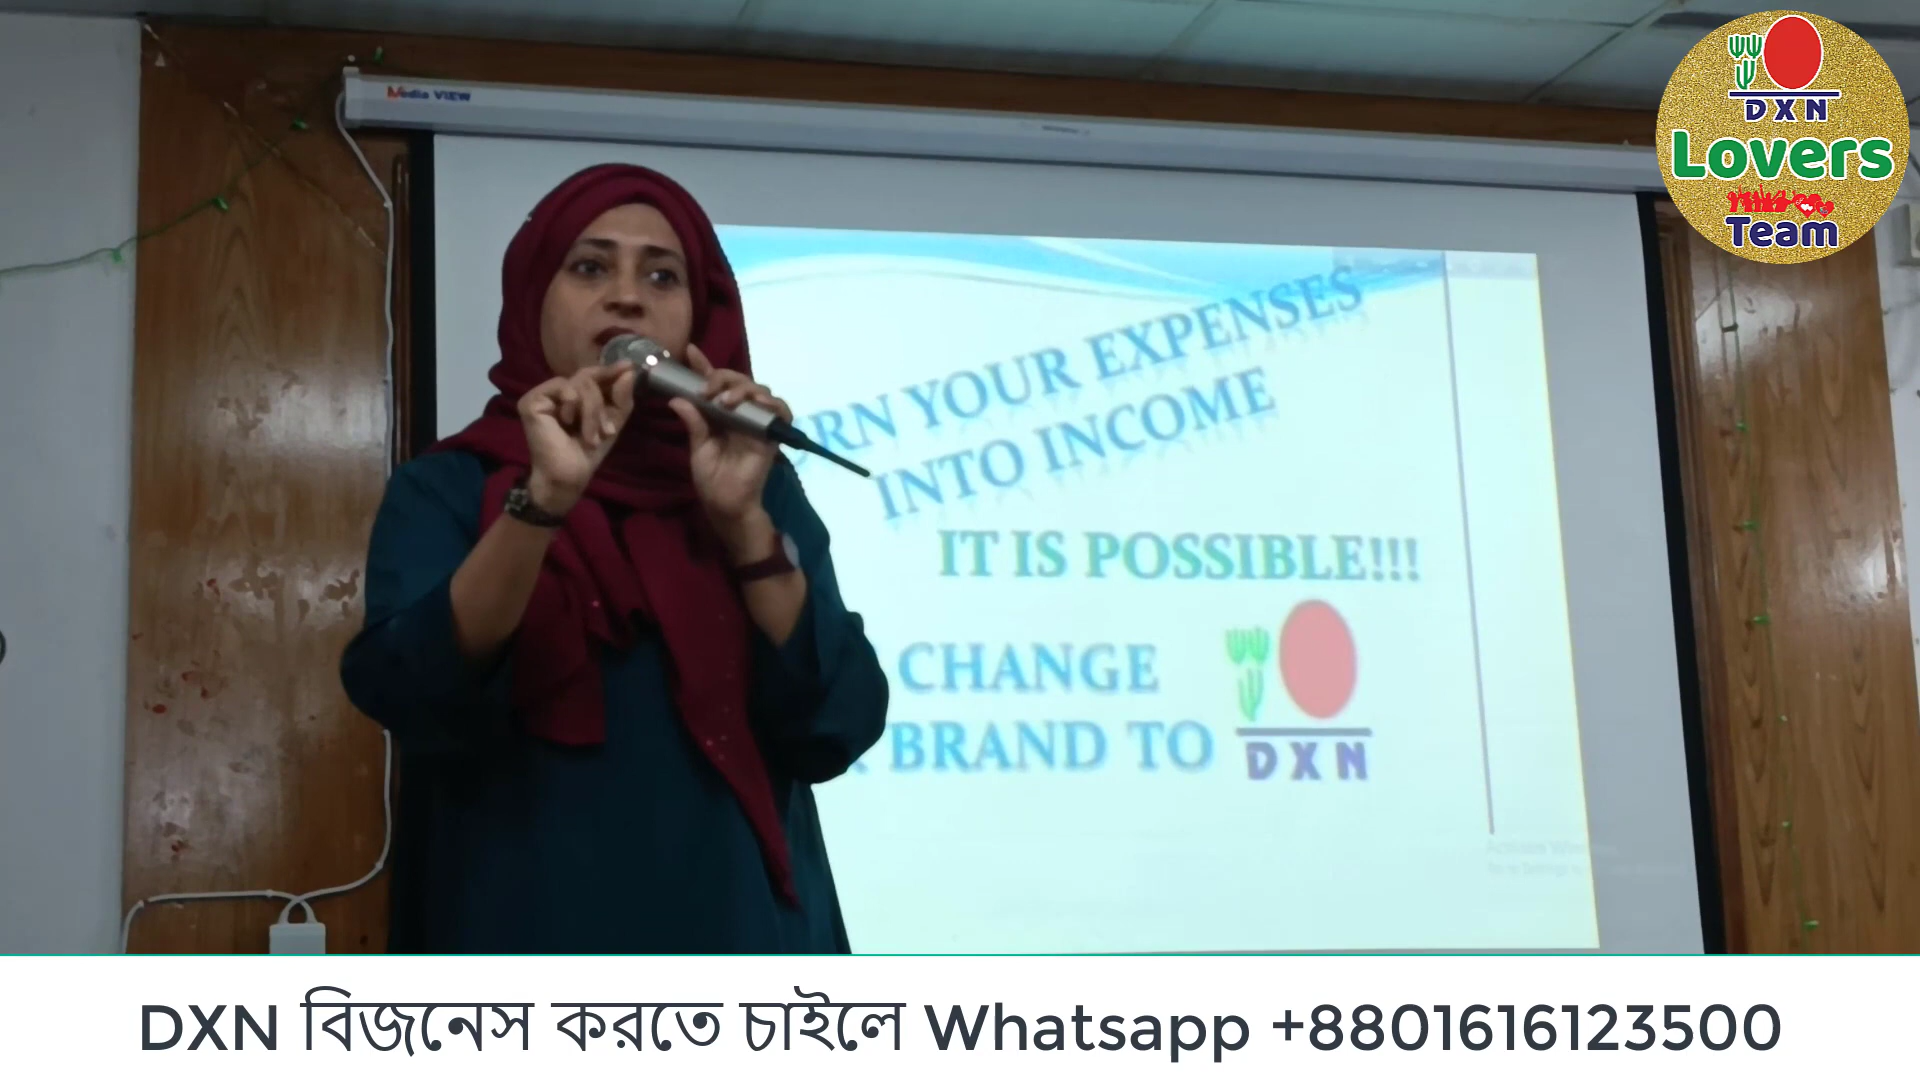 Media VIEW
DXN
Lovers
Team
YOUR EXPENSES
INTO INCOME
IT IS POSSIBLE!!!
CHANGE
BRAND TO
DXN
DXN বিজনেস করতে চাইলে Whatsapp +8801616123500